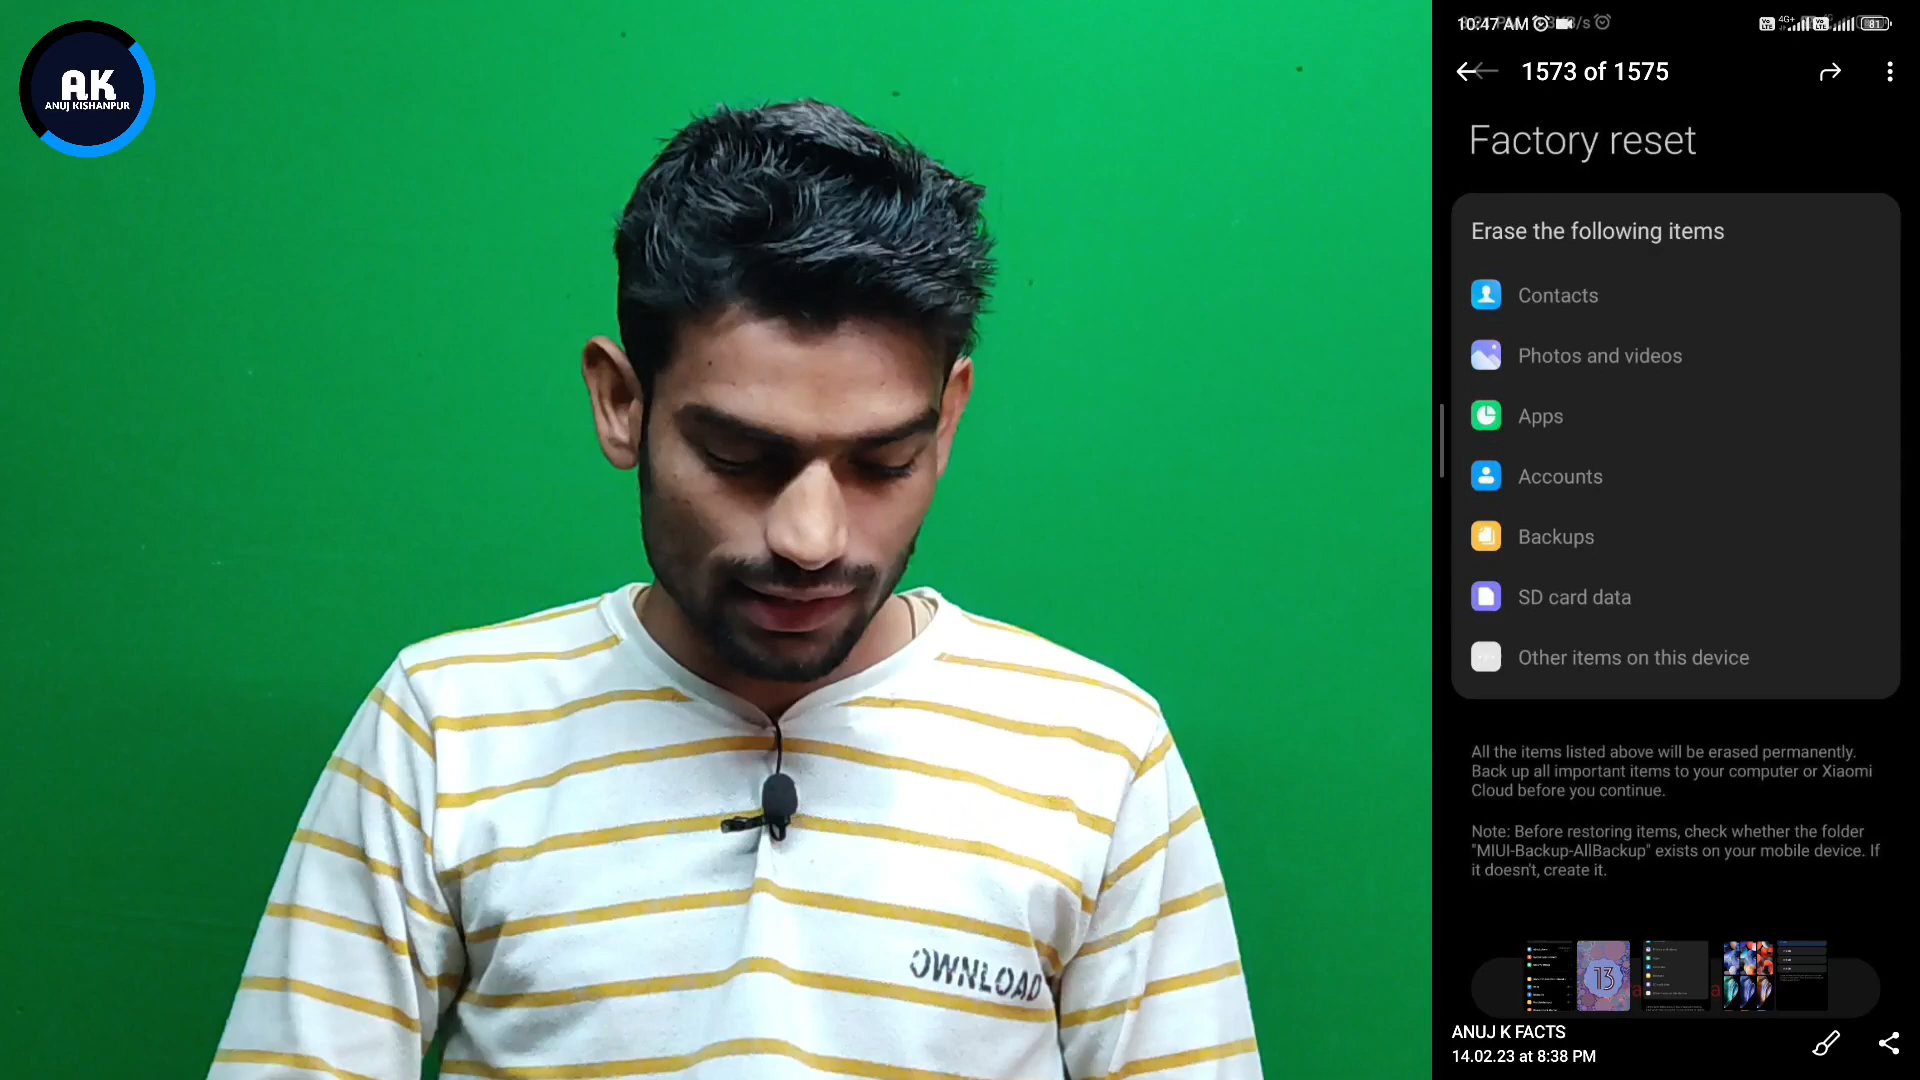 AK
ANUJ KISHANPUR
10:47 AM
81
1573 of 1575
Factory reset
Erase the following items
Contacts
Photos and videos
Apps
Accounts
Backups
SD card data
Other items on this device
All the items listed above will be erased permanently.
Back up all important items to your computer or Xiaomi
Cloud before you continue.
Note: Before restoring items, check whether the folder
"MIUI-Backup-AllBackup" exists on your mobile device. If
it doesn't, create it.
13
OWNLOAD
ANUJ K FACTS
14.02.23 at 8:38 PM